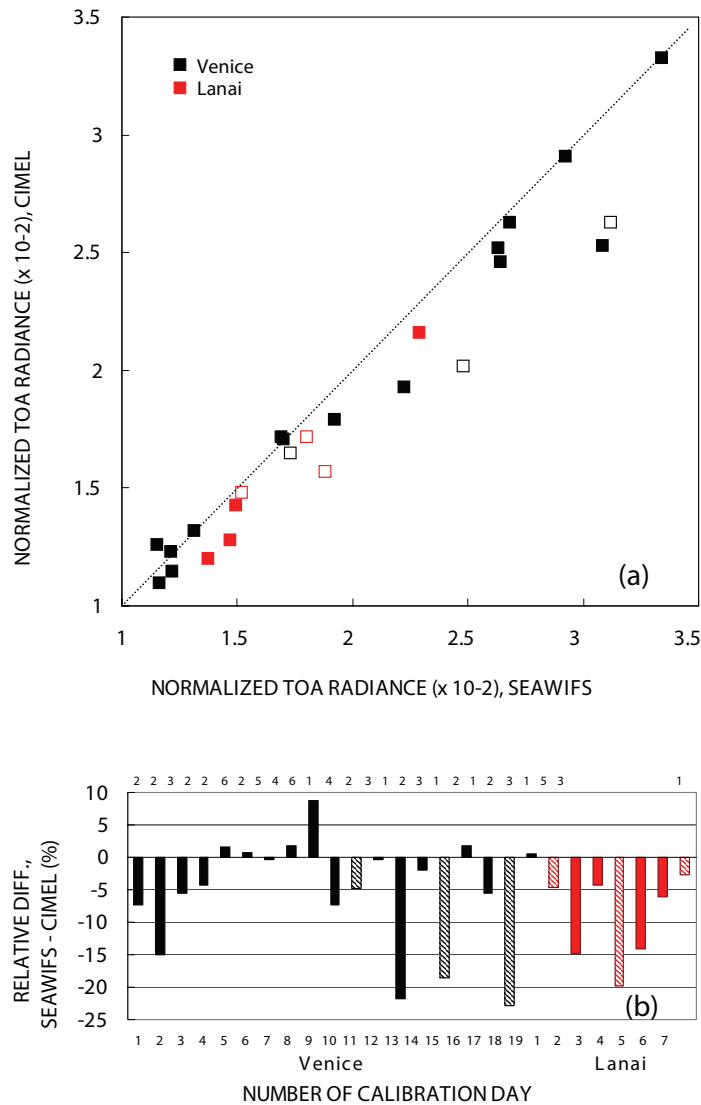 3.5
3
2.5
2
1.5
1
NORMALIZED TOA RADIANCE (x 10-2), CIMEL
Venice
Lanai
(a)
1 1.5 2 2.5 3 3.5
NORMALIZED TOA RADIANCE (x 10-2), SEAWIFS
2 2 3 2 2 6 2 5 4 6 1 4 2 3 1 2 3 1 2 1 2 3 1 5 3 1
10
5
0
-5
-10
-15
-20
-25
RELATIVE DIFF.,
SEAWIFS - CIMEL (%)
(b)
1 2 3 4 5 6 7 8 9 10 11 12 13 14 15 16 17 18 19 1 2 3 4 5 6 7
Venice Lanai
NUMBER OF CALIBRATION DAY